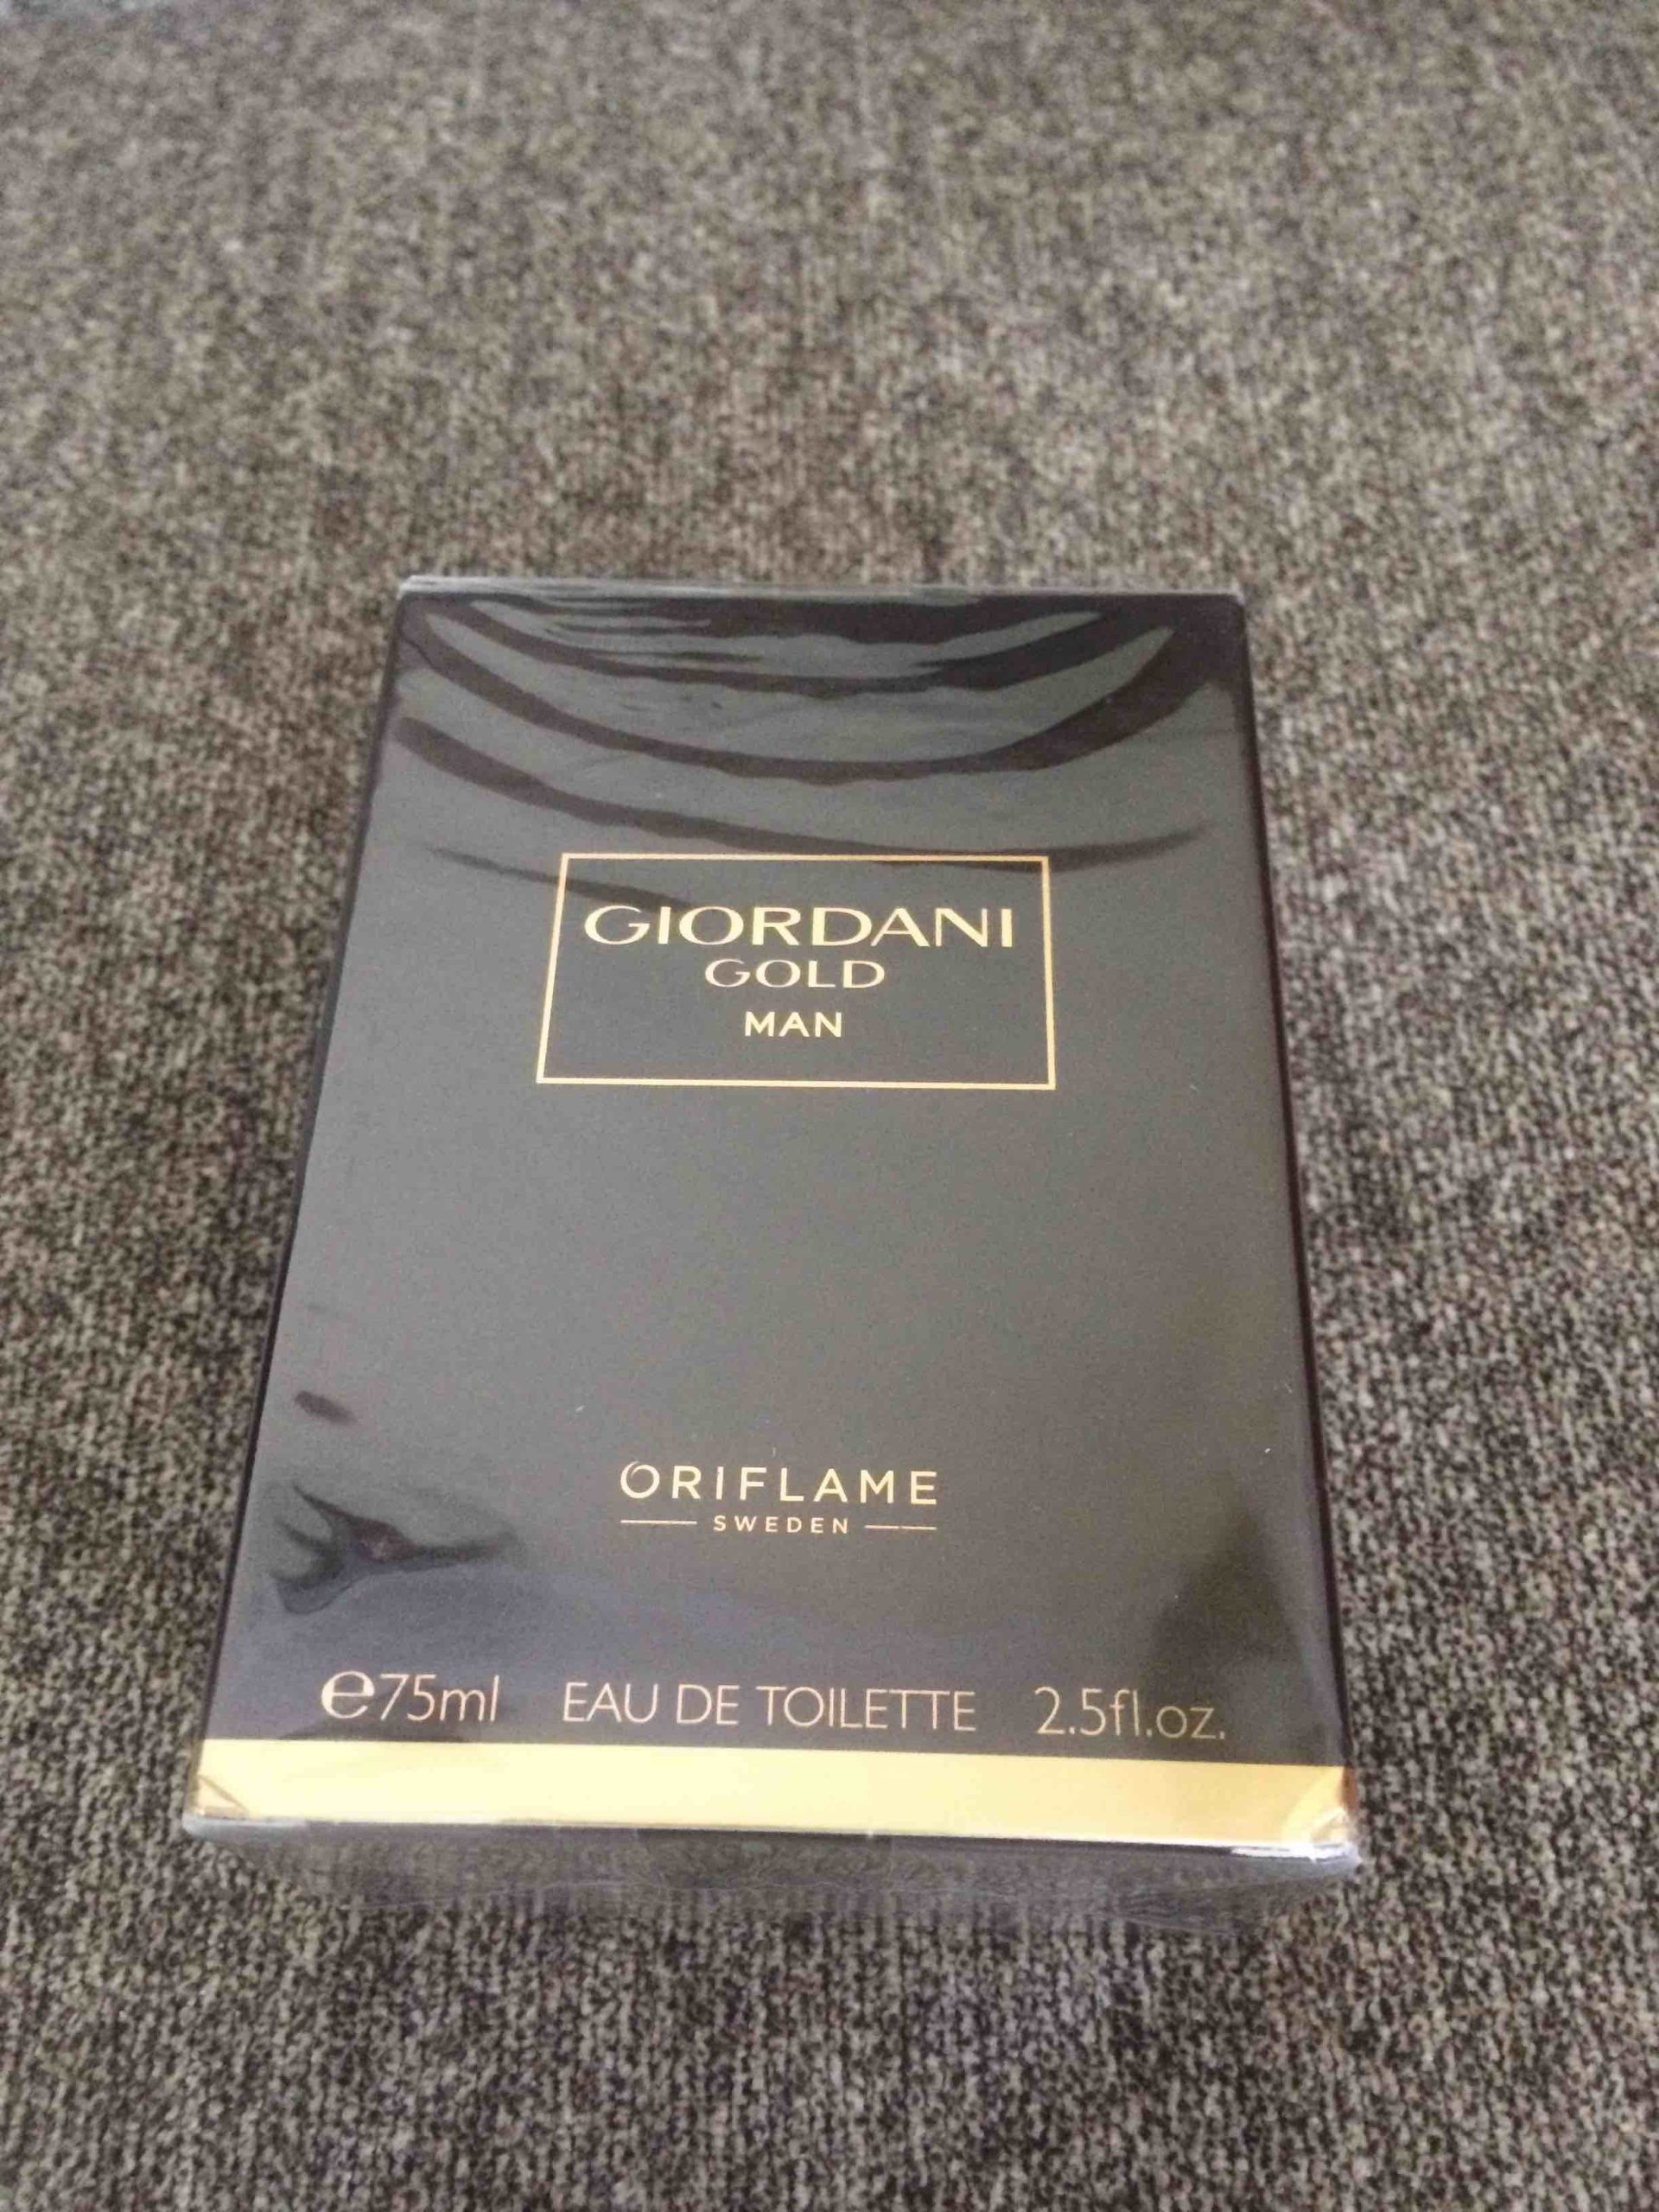 GIORDANI
GOLD
MAN
ORIFLAME
SWEDEN
℮75ml EAU DE TOILETTE 2.5fl.oz.